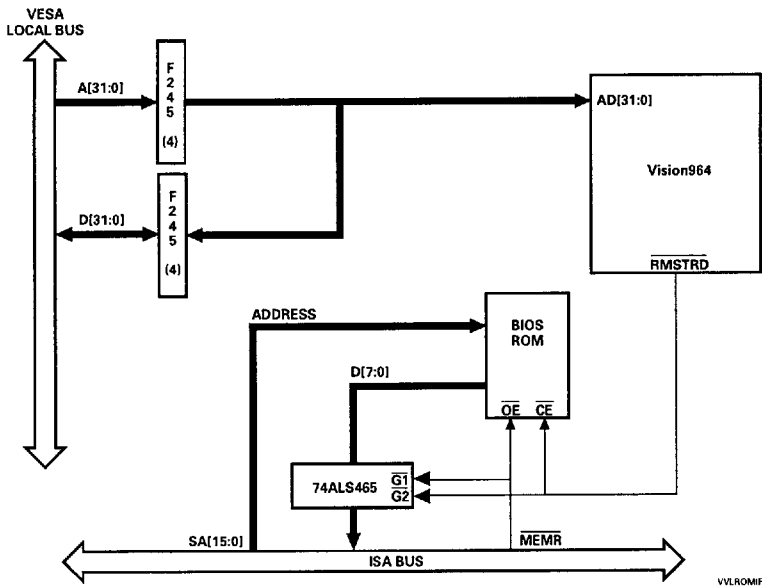 VESA
LOCAL BUS
A[31:0]
F
2
4
5
(4)
AD[31:0]
Vision964
D[31:0]
F
2
4
5
(4)
RMSTRD
ADDRESS
BIOS
ROM
D[7:0]
OE CE
74ALS465
G1
G2
SA[15:0]
MEMR
ISA BUS
VVLROMIF